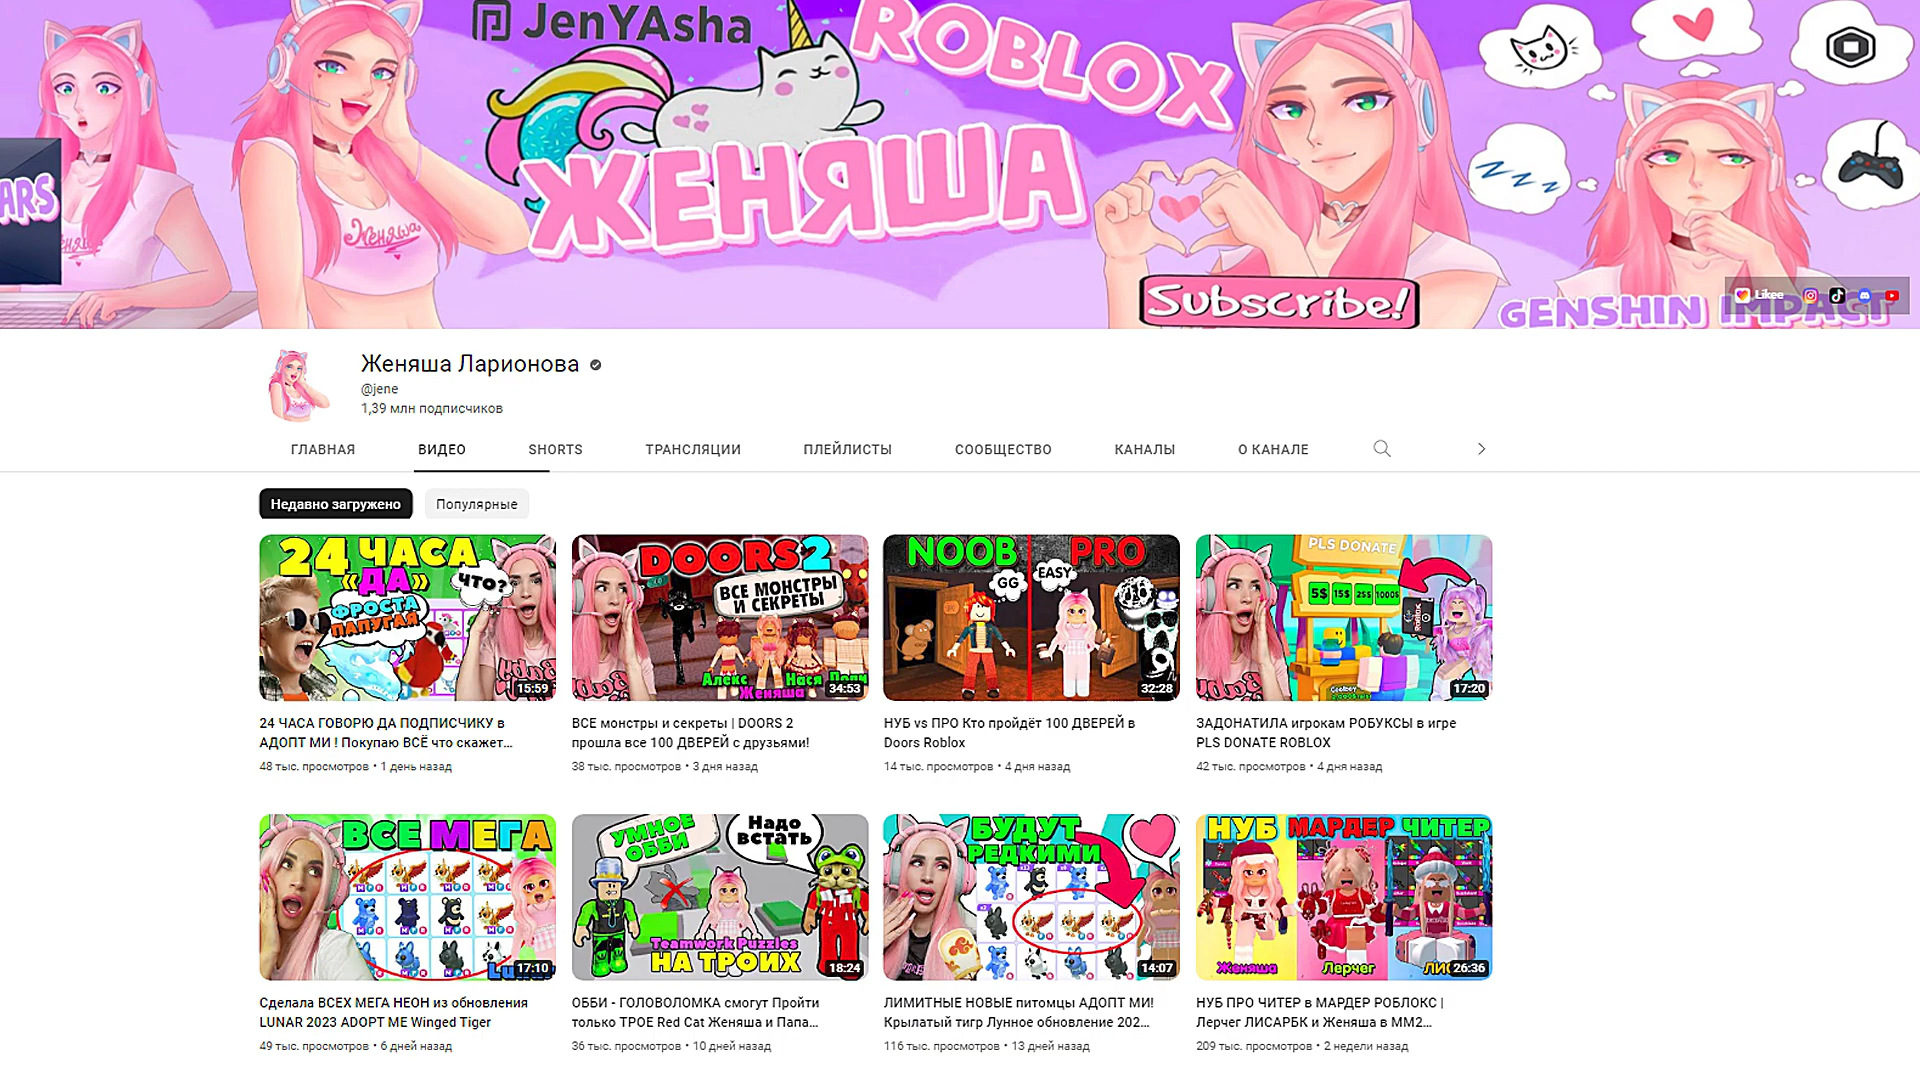 JenYAsha
ROBLOX
ЖЕНЯША
Женяша
ARS
Subscribe!
GENSHIN IMPACT
Likee
Женяша Ларионова
@jene
1,39 млн подписчиков
ГЛАВНАЯ
ВИДЕО
SHORTS
ТРАНСЛЯЦИИ
ПЛЕЙЛИСТЫ
СООБЩЕСТВО
КАНАЛЫ
О КАНАЛЕ
Недавно загружено
Популярные
24 ЧАСА
«ДА»
ЧТО?
ФРОСТА
ПАПУГАЯ
15:59
DOORS 2
ВСЕ МОНСТРЫ
И СЕКРЕТЫ
Алекс
Женяша
Нася
34:53
NOOB
PRO
GG
EASY
32:28
PLS DONATE
5$ 15$ 25$ 1000$
17:20
24 ЧАСА ГОВОРЮ ДА ПОДПИСЧИКУ в
АДОПТ МИ ! Покупаю ВСЁ что скажет...
48 тыс. просмотров • 1 день назад
ВСЕ монстры и секреты | DOORS 2
прошла все 100 ДВЕРЕЙ с друзьями!
38 тыс. просмотров • 3 дня назад
НУБ vs ПРО Кто пройдёт 100 ДВЕРЕЙ в
Doors Roblox
14 тыс. просмотров • 4 дня назад
ЗАДОНАТИЛА игрокам РОБУКСЫ в игре
PLS DONATE ROBLOX
42 тыс. просмотров • 4 дня назад
ВСЕ МЕГА
17:10
УМНОЕ
ОББИ
Надо
встать
Teamwork Puzzles
НА ТРОИХ
18:24
БУДУТ
РЕДКИМИ
14:07
НУБ МАРДЕР ЧИТЕР
Женяша
Лерчег
26:36
Сделала ВСЕХ МЕГА НЕОН из обновления
LUNAR 2023 ADOPT ME Winged Tiger
49 тыс. просмотров • 6 дней назад
ОББИ - ГОЛОВОЛОМКА смогут Пройти
только ТРОЕ Red Cat Женяша и Папа...
36 тыс. просмотров • 10 дней назад
ЛИМИТНЫЕ НОВЫЕ питомцы АДОПТ МИ!
Крылатый тигр Лунное обновление 202...
116 тыс. просмотров • 13 дней назад
НУБ ПРО ЧИТЕР в МАРДЕР РОБЛОКС |
Лерчег ЛИСАРБК и Женяша в ММ2...
209 тыс. просмотров • 2 недели назад